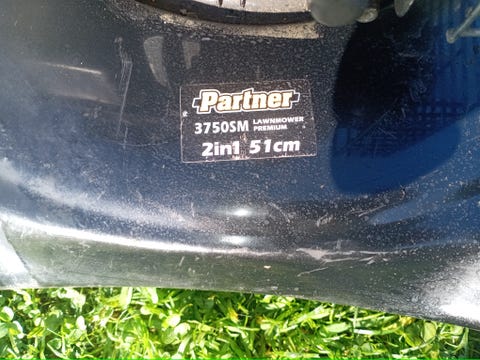 Partner
3750SM LAWNMOWER
PREMIUM
2in1 51cm